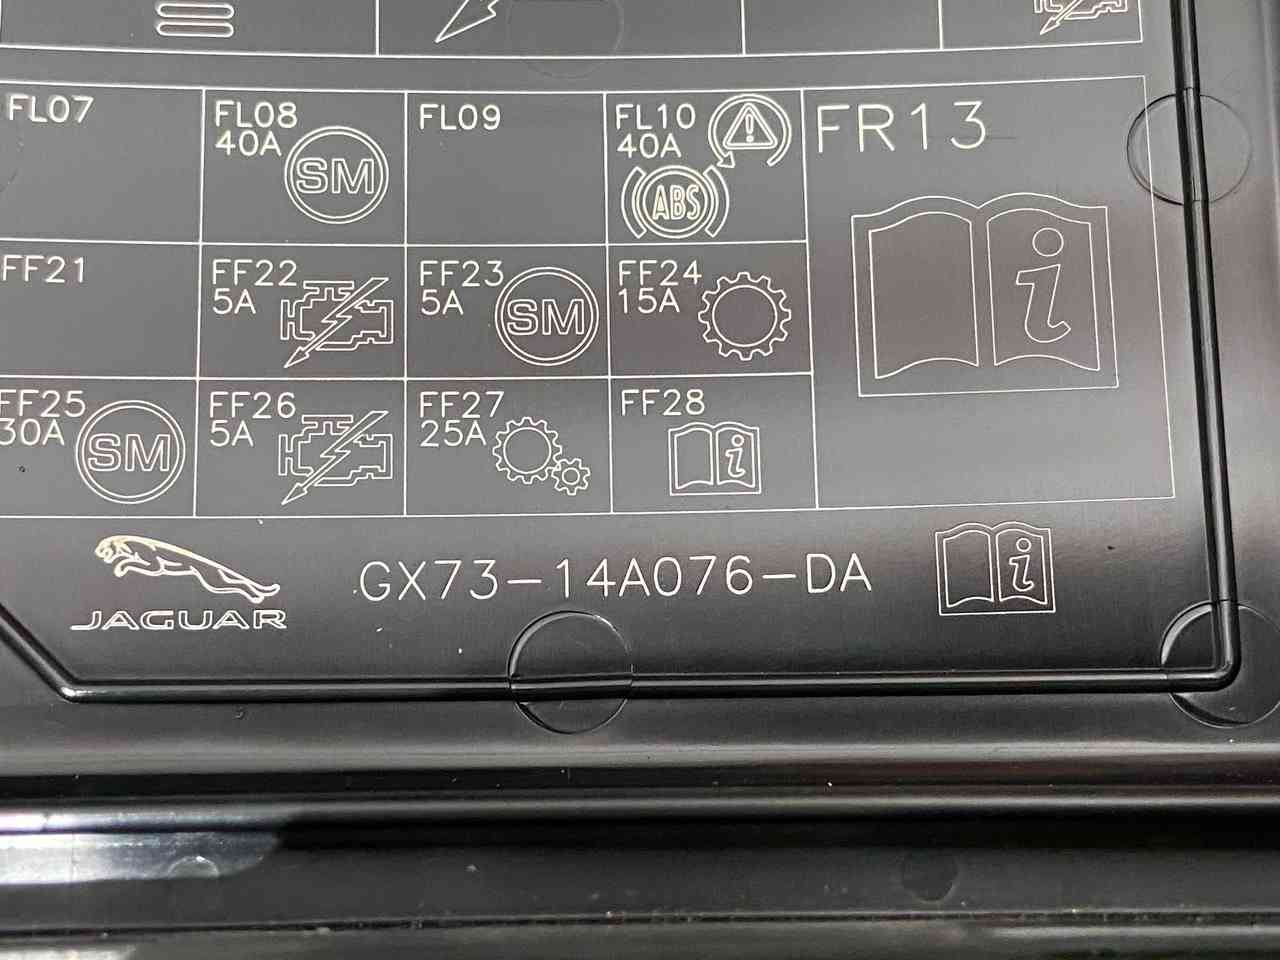 FL07
FL08
40A
SM
FL09
FL10
40A
ABS
FR13
FF21
FF22
5A
FF23
5A
SM
FF24
15A
FF25
30A
SM
FF26
5A
FF27
25A
FF28
JAGUAR
GX73-14A076-DA